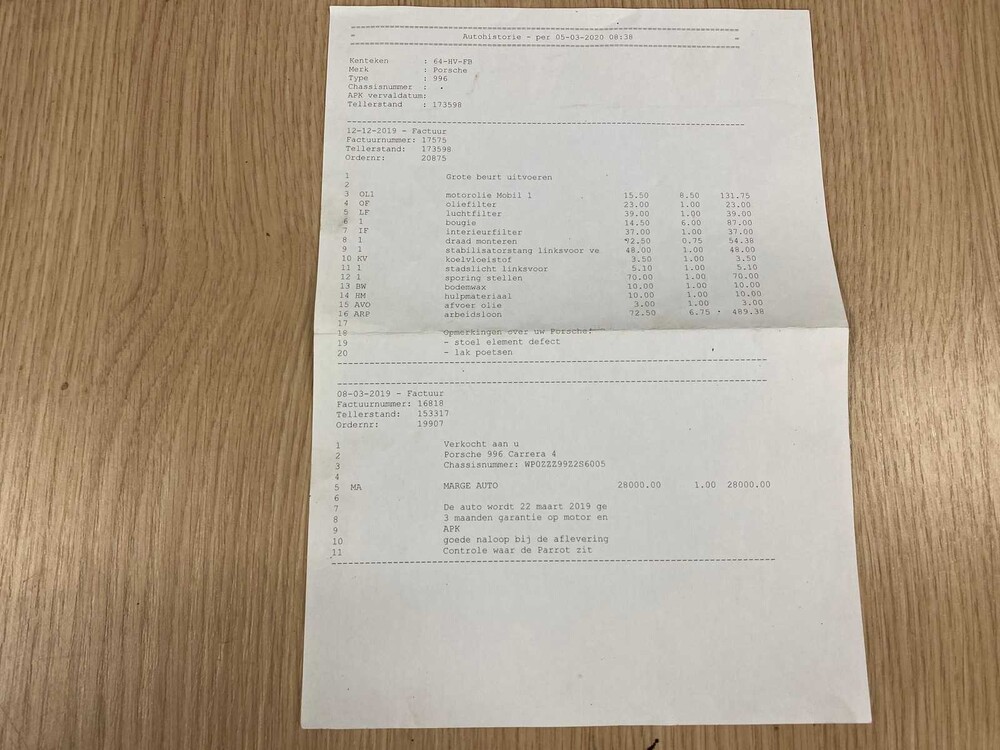 Autohistorie - per 05-03-2020 08:38
Kenteken : 64-HV-FB
Merk : Porsche
Type : 996
Chassisnummer :
APK vervaldatum:
Tellerstand : 173598
12-12-2019 - Factuur
Factuurnummer: 17575
Tellerstand: 173598
Ordernr: 20875
1 Grote beurt uitvoeren
2
3 OL1 motorolie Mobil 1 15.50 8.50 131.75
4 OF oliefilter 23.00 1.00 23.00
5 LF luchtfilter 39.00 1.00 39.00
6 1 bougie 14.50 6.00 87.00
7 IF interieurfilter 37.00 1.00 37.00
8 1 draad monteren 72.50 0.75 54.38
9 1 stabilisatorstang linksvoor ve 48.00 1.00 48.00
10 KV koelvloeistof 3.50 1.00 3.50
11 1 stadslicht linksvoor 5.10 1.00 5.10
12 1 sporing stellen 70.00 1.00 70.00
13 BW bodemwax 10.00 1.00 10.00
14 HM hulpmateriaal 10.00 1.00 10.00
15 AVO afvoer olie 3.00 1.00 3.00
16 ARP arbeidsloon 72.50 6.75 489.38
17
18 Opmerkingen over uw Porsche:
19 - stoel element defect
20 - lak poetsen
08-03-2019 - Factuur
Factuurnummer: 16818
Tellerstand: 153317
Ordernr: 19907
1 Verkocht aan u
2 Porsche 996 Carrera 4
3 Chassisnummer: WP0ZZZ99Z2S6005
4
5 MA MARGE AUTO 28000.00 1.00 28000.00
6
7 De auto wordt 22 maart 2019 ge
8 3 maanden garantie op motor en
9 APK
10 goede naloop bij de aflevering
11 Controle waar de Parrot zit